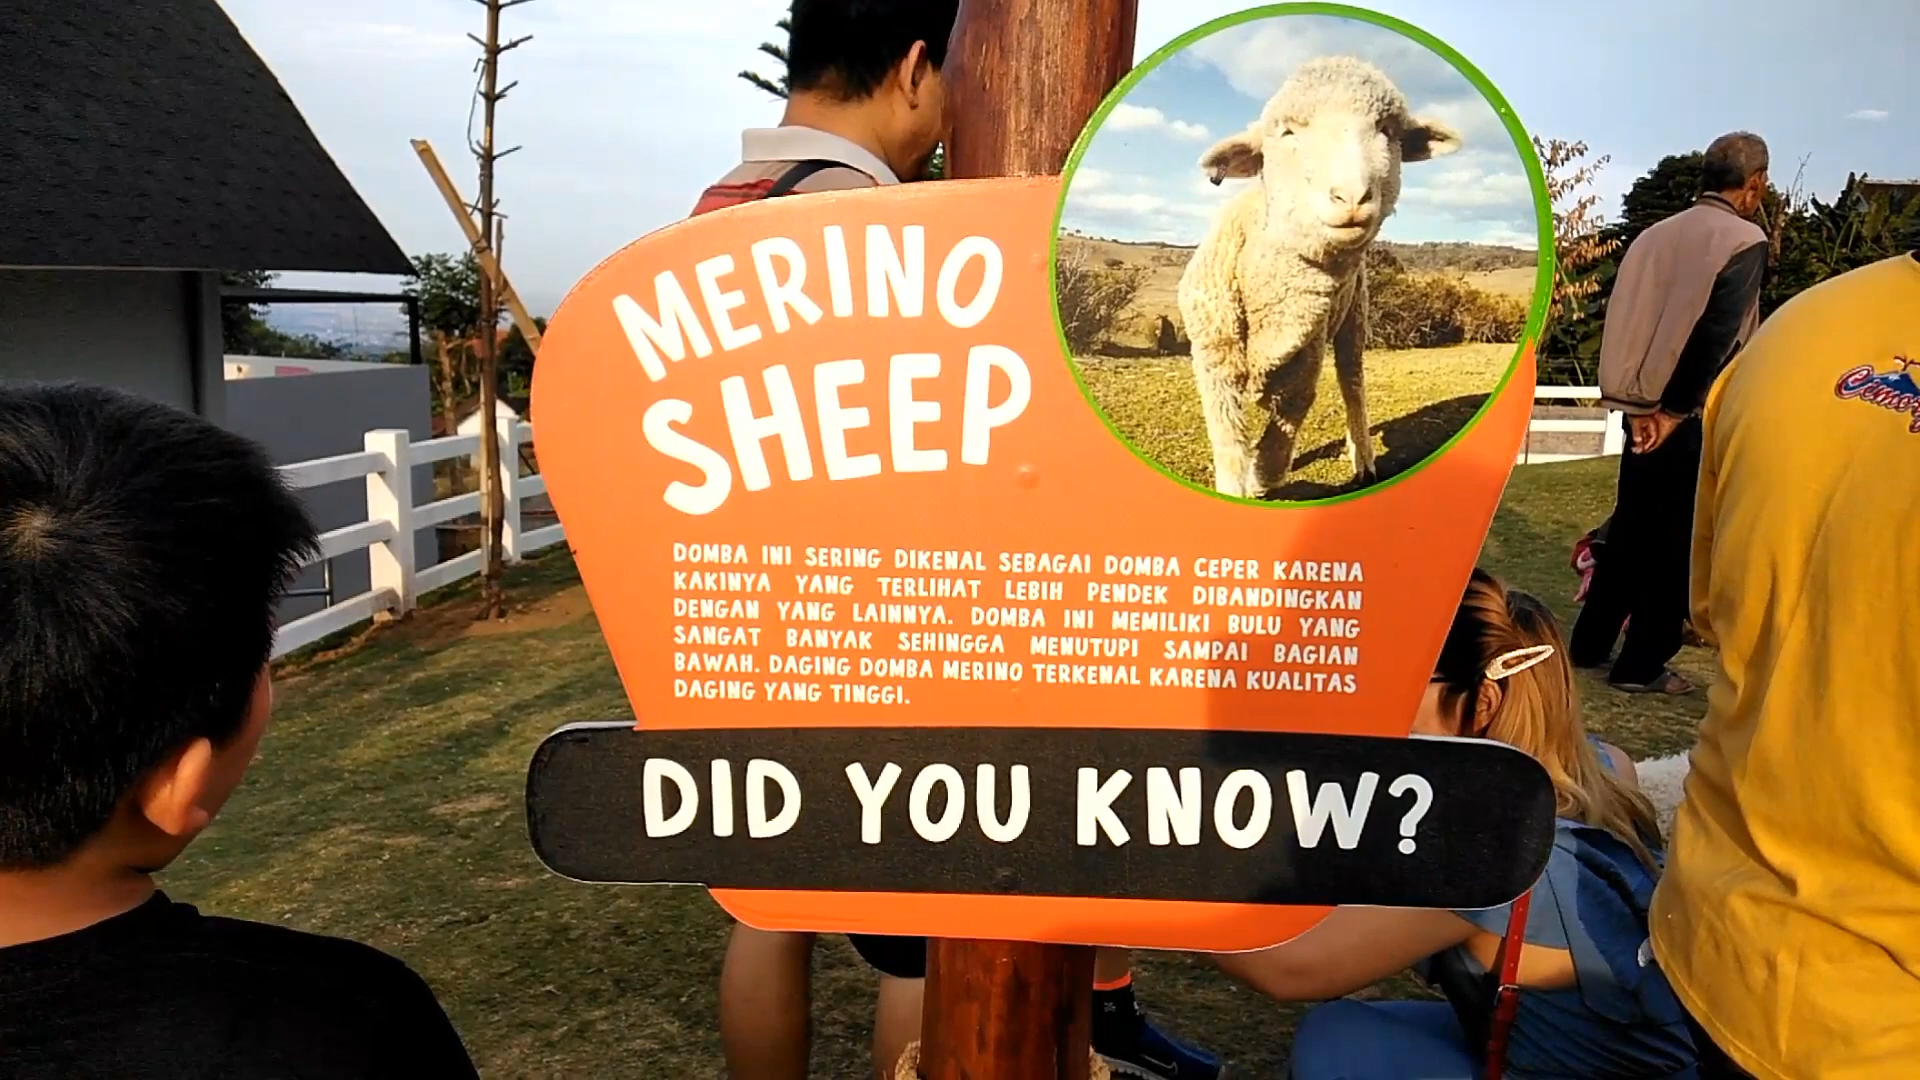 MERINO
SHEEP
DOMBA INI SERING DIKENAL SEBAGAI DOMBA CEPER KARENA
KAKINYA YANG TERLIHAT LEBIH PENDEK DIBANDINGKAN
DENGAN YANG LAINNYA. DOMBA INI MEMILIKI BULU YANG
SANGAT BANYAK SEHINGGA MENUTUPI SAMPAI BAGIAN
BAWAH. DAGING DOMBA MERINO TERKENAL KARENA KUALITAS
DAGING YANG TINGGI.
DID YOU KNOW?